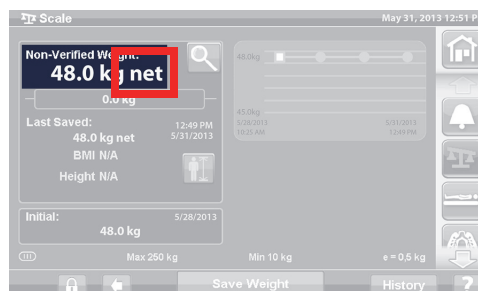 Scale
May 31, 2013 12:51 P
Non-Verified Weight:
48.0 kg net
0.0 kg
Last Saved:
12:49 PM
48.0 kg net
5/31/2013
BMI N/A
Height N/A
Initial:
5/28/2013
48.0 kg
48.0kg
45.0kg
5/28/2013
5/31/2013
10:25 AM
12:49 PM
Max 250 kg
Min 10 kg
e = 0,5 kg
Save Weight
History
?